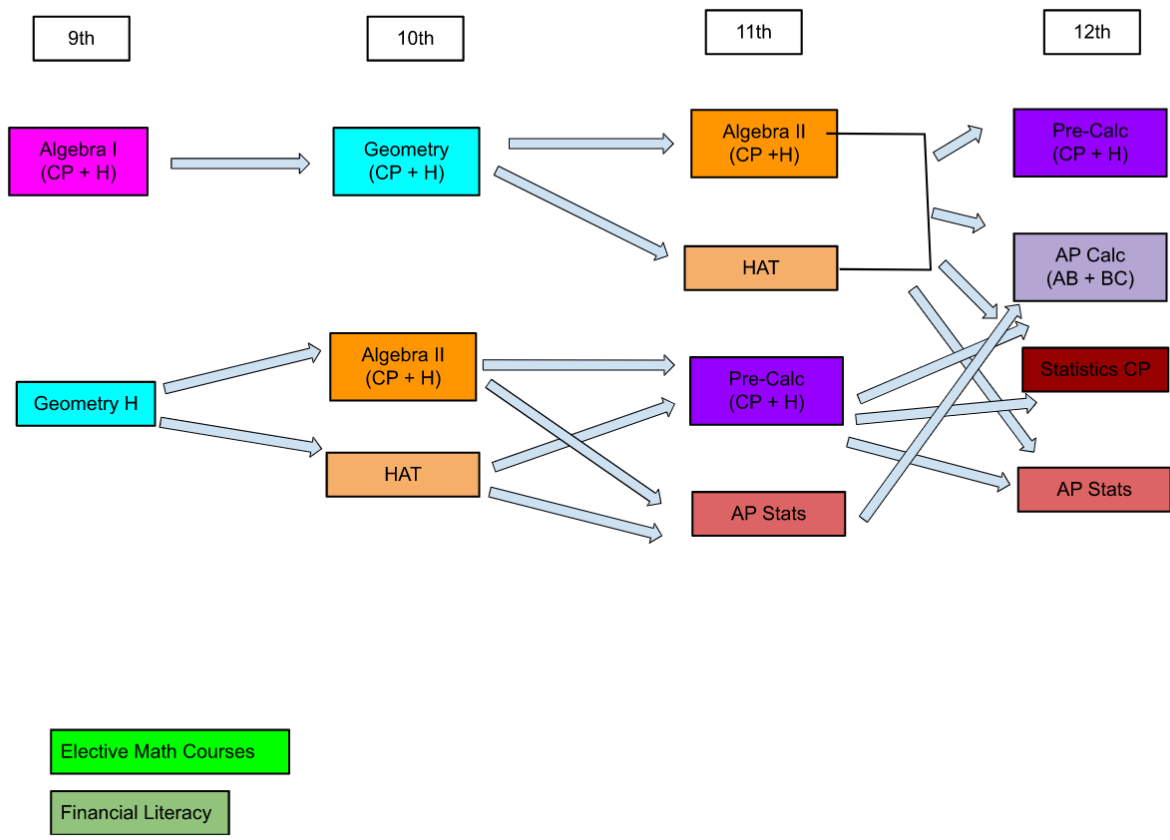 9th
10th
11th
12th
Algebra I
(CP + H)
Geometry
(CP + H)
Algebra II
(CP +H)
Pre-Calc
(CP + H)
HAT
AP Calc
(AB + BC)
Geometry H
Algebra II
(CP + H)
Pre-Calc
(CP + H)
Statistics CP
HAT
AP Stats
AP Stats
Elective Math Courses
Financial Literacy